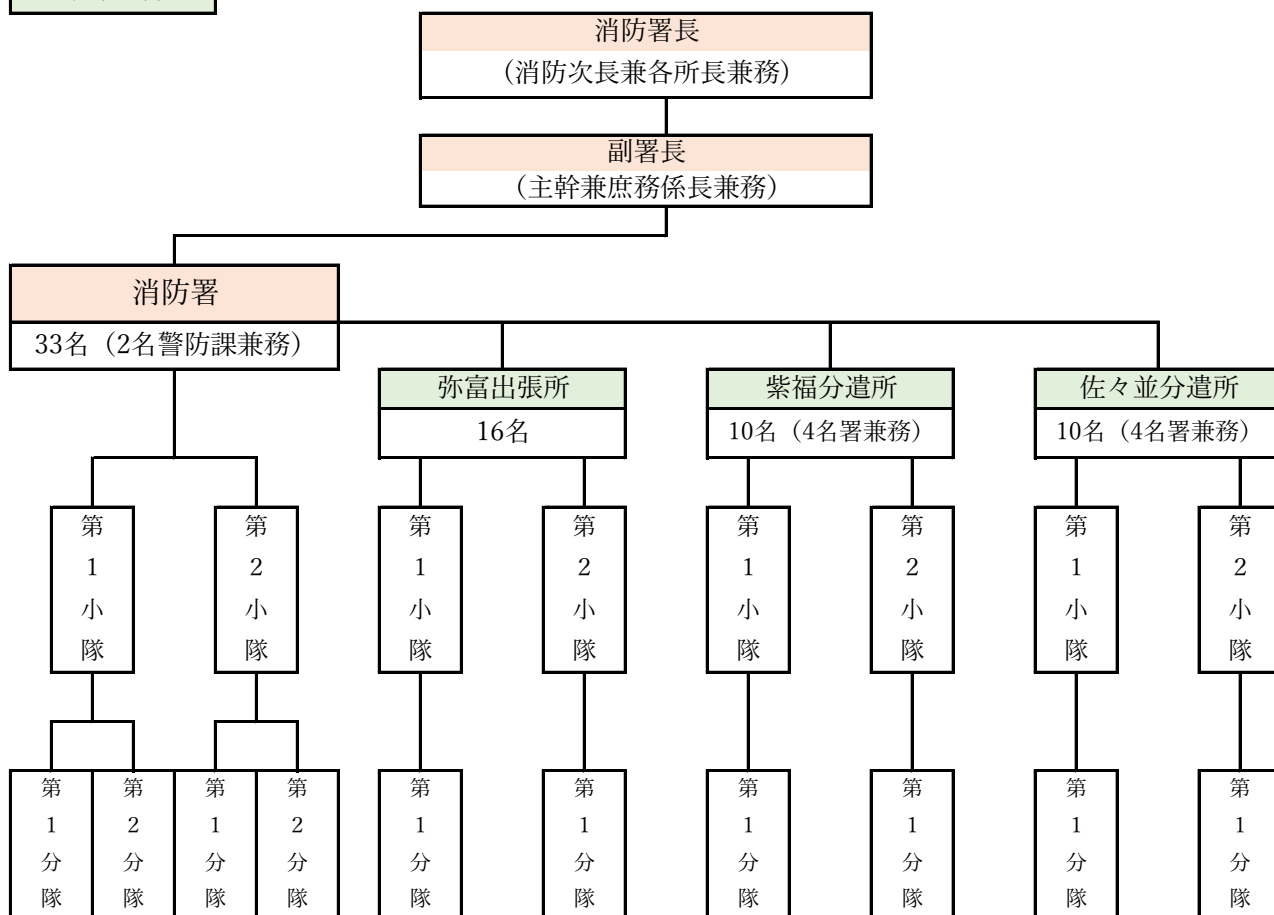 消防署長
（消防次長兼各所長兼務）
副署長
（主幹兼庶務係長兼務）
消防署
33名（2名警防課兼務）
弥富出張所
16名
紫福分遣所
10名（4名署兼務）
佐々並分遣所
10名（4名署兼務）
第1小隊
第2小隊
第1小隊
第2小隊
第1小隊
第2小隊
第1小隊
第2小隊
第1分隊
第2分隊
第1分隊
第2分隊
第1分隊
第1分隊
第1分隊
第1分隊
第1分隊
第1分隊